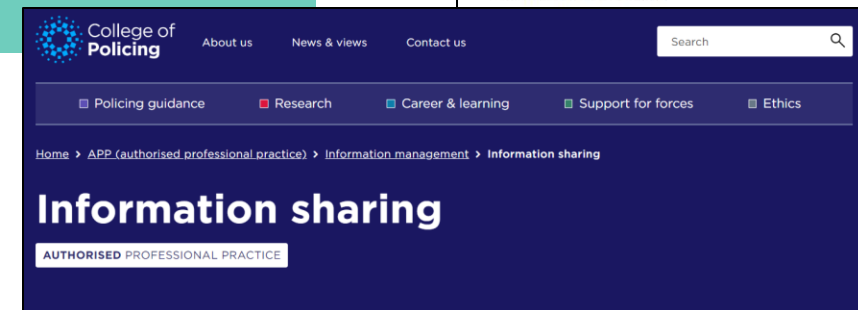 College of
Policing
About us News & views Contact us Search
Policing guidance Research Career & learning Support for forces Ethics
Home > APP (authorised professional practice) > Information management > Information sharing
Information sharing
AUTHORISED PROFESSIONAL PRACTICE